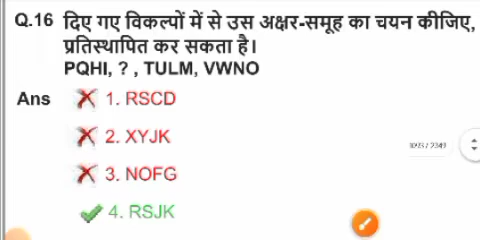 Q.16 दिए गए विकल्पों में से उस अक्षर-समूह का चयन कीजिए,
प्रतिस्थापित कर सकता है।
PQHI, ? , TULM, VWNO
Ans 1. RSCD
2. XYJK
3. NOFG
4. RSJK